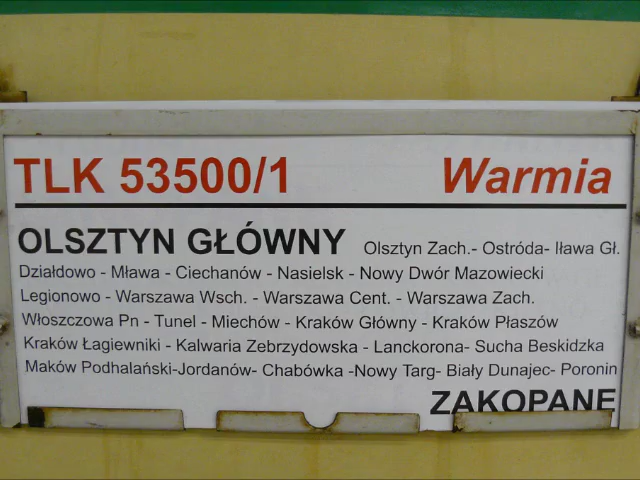 TLK 53500/1 Warmia
OLSZTYN GŁÓWNY Olsztyn Zach.- Ostróda- Iława Gł.
Działdowo - Mława - Ciechanów - Nasielsk - Nowy Dwór Mazowiecki
Legionowo - Warszawa Wsch. - Warszawa Cent. - Warszawa Zach.
Włoszczowa Pn - Tunel - Miechów - Kraków Główny - Kraków Płaszów
Kraków Łagiewniki - Kalwaria Zebrzydowska - Lanckorona- Sucha Beskidzka
Maków Podhalański-Jordanów- Chabówka -Nowy Targ- Biały Dunajec- Poronin
ZAKOPANE